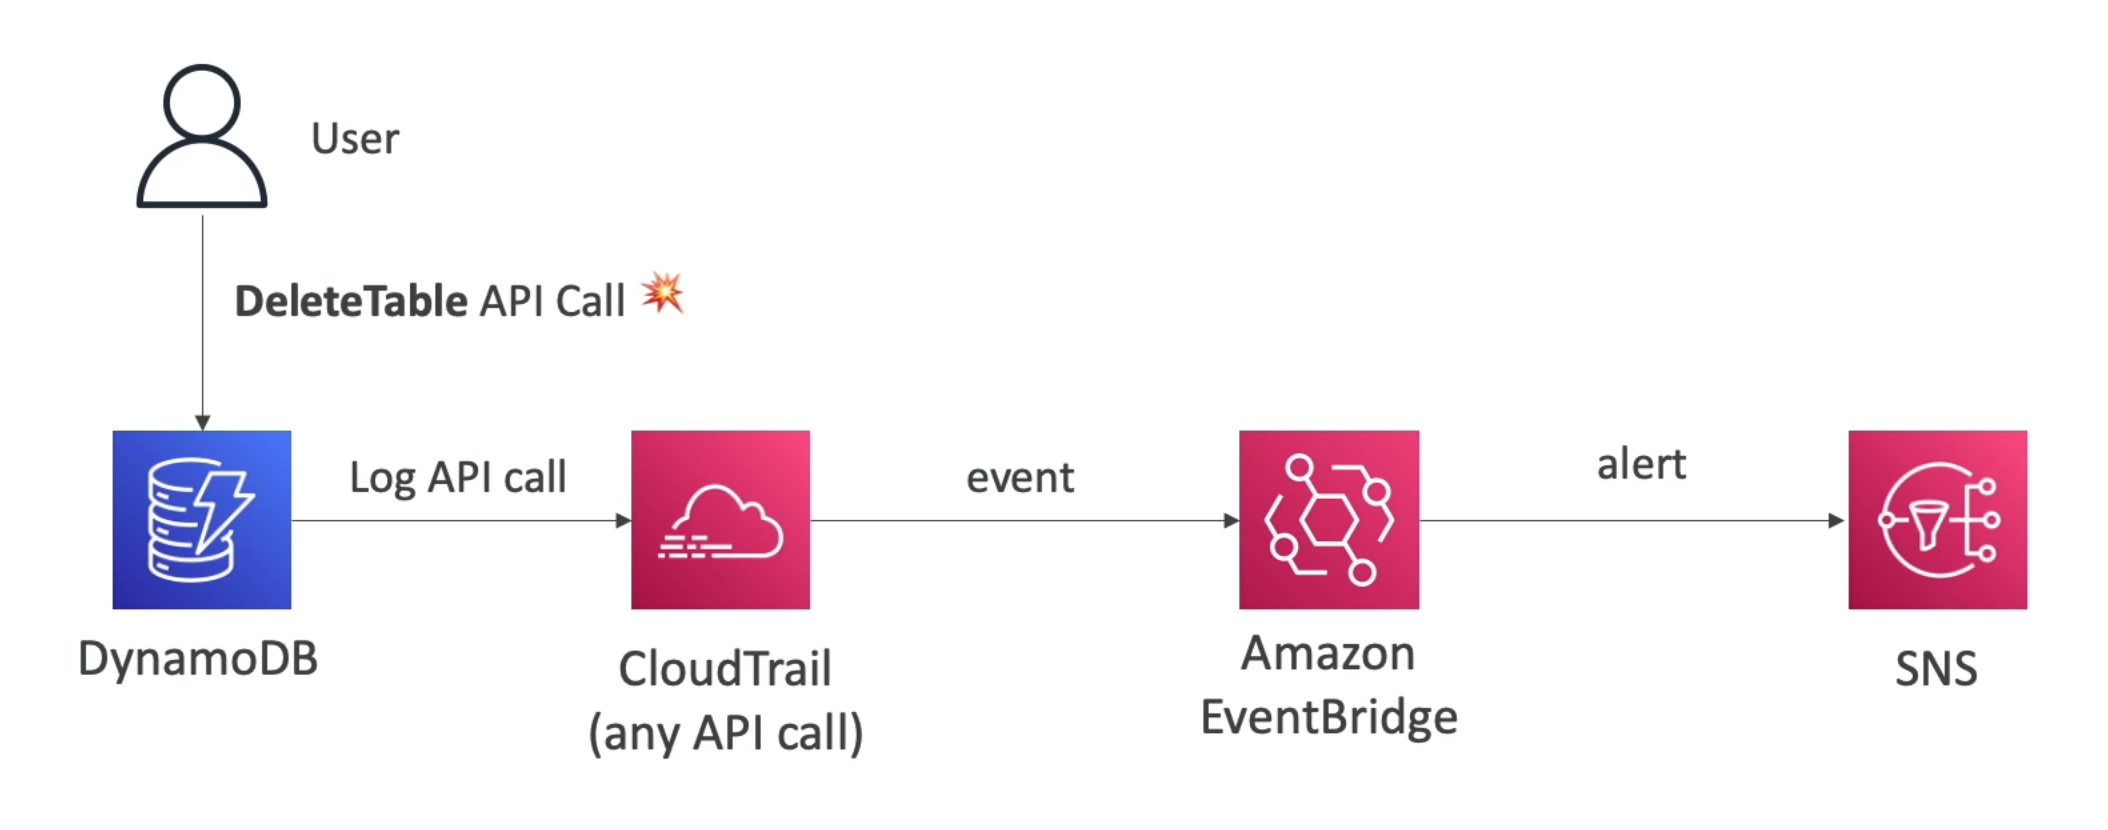 User
DeleteTable API Call
Log API call
event
alert
DynamoDB
CloudTrail
(any API call)
Amazon
EventBridge
SNS